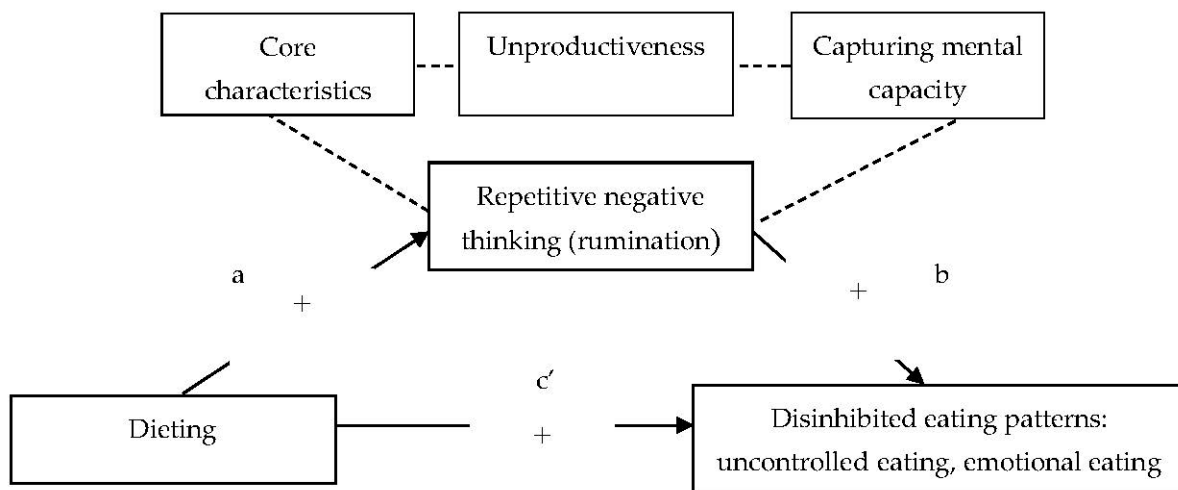 Core
characteristics
Unproductiveness
Capturing mental
capacity
Repetitive negative
thinking (rumination)
a
+
+
b
c′
+
Dieting
Disinhibited eating patterns:
uncontrolled eating, emotional eating